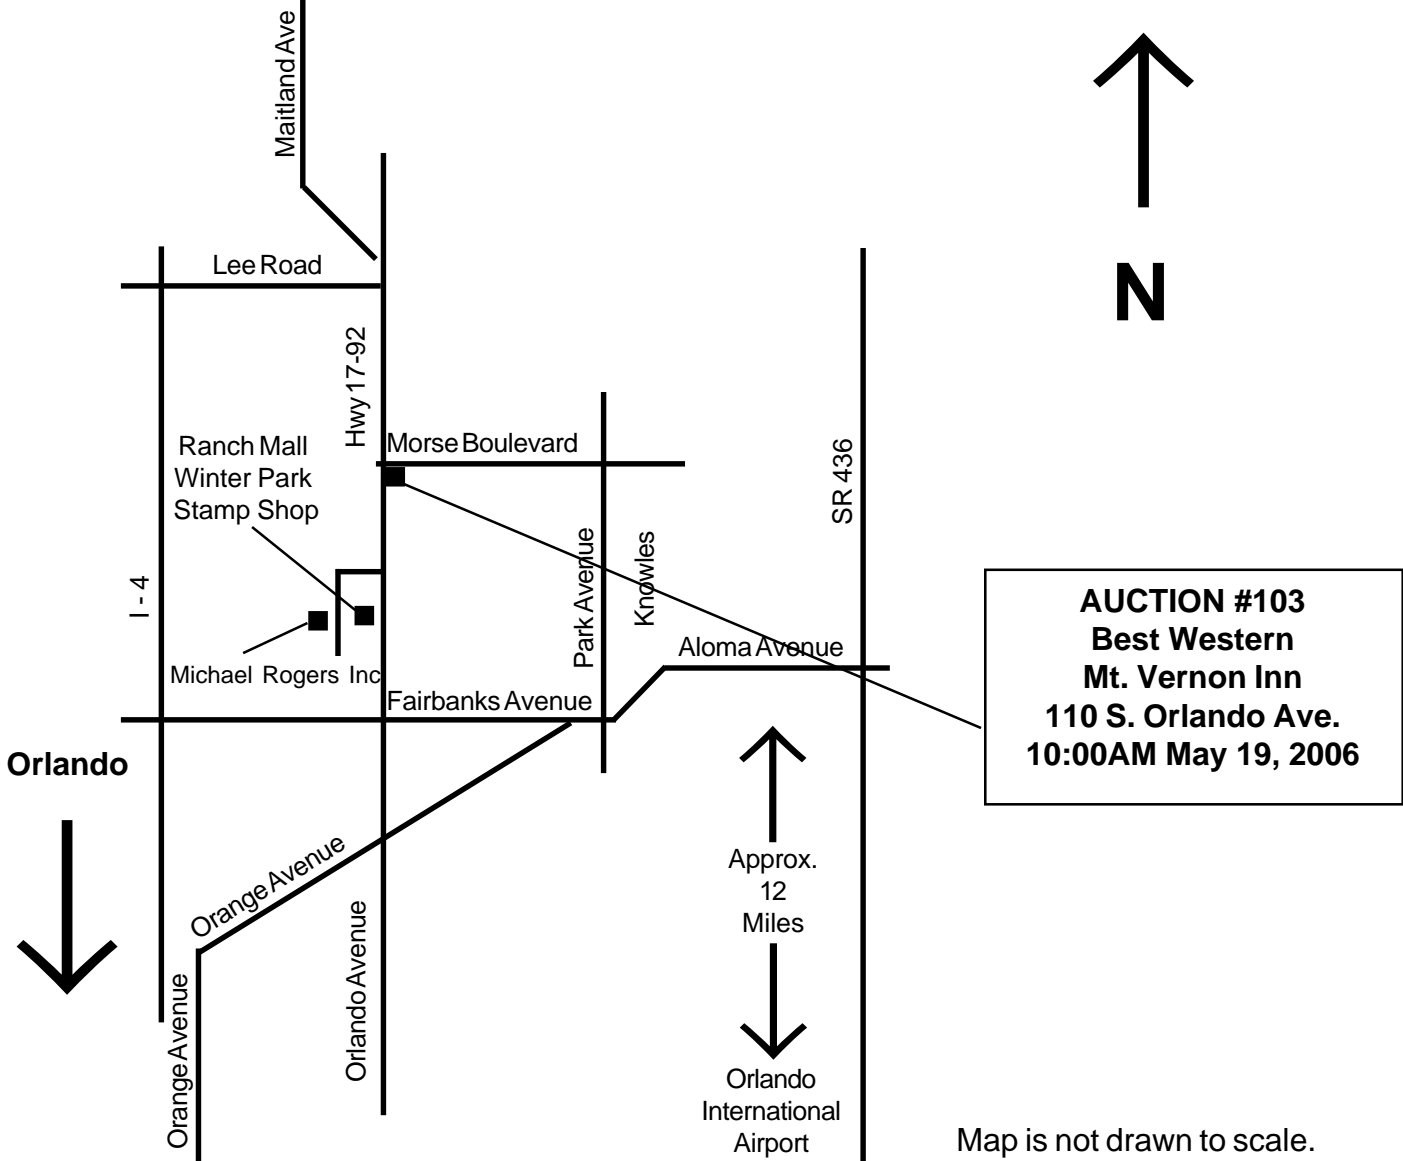 Maitland Ave
N
Lee Road
Hwy 17-92
Morse Boulevard
Ranch Mall
Winter Park
Stamp Shop
SR 436
I - 4
Park Avenue
Knowles
Michael Rogers Inc
Aloma Avenue
Fairbanks Avenue
AUCTION #103
Best Western
Mt. Vernon Inn
110 S. Orlando Ave.
10:00AM May 19, 2006
Orlando
Orange Avenue
Approx.
12
Miles
Orlando Avenue
Orange Avenue
Orlando
International
Airport
Map is not drawn to scale.